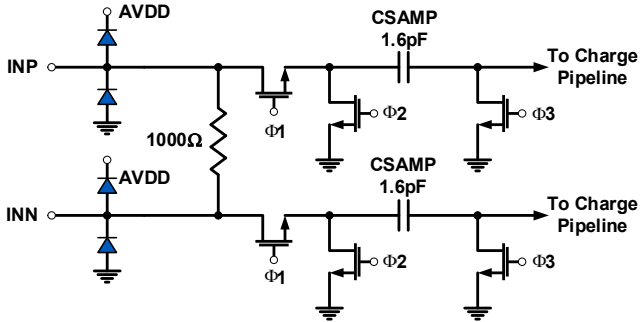 AVDD
CSAMP
1.6pF
INP
To Charge
Pipeline
Φ1
Φ2
Φ3
1000Ω
AVDD
CSAMP
1.6pF
INN
To Charge
Pipeline
Φ1
Φ2
Φ3